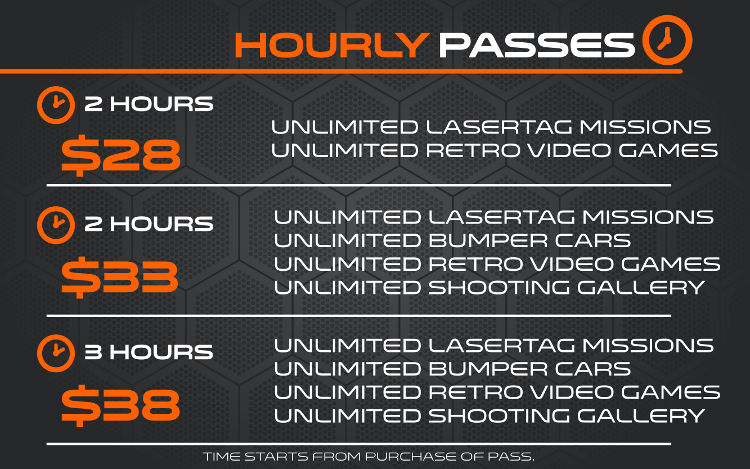 HOURLY PASSES
2 HOURS
$28
UNLIMITED LASERTAG MISSIONS
UNLIMITED RETRO VIDEO GAMES
2 HOURS
$33
UNLIMITED LASERTAG MISSIONS
UNLIMITED BUMPER CARS
UNLIMITED RETRO VIDEO GAMES
UNLIMITED SHOOTING GALLERY
3 HOURS
$38
UNLIMITED LASERTAG MISSIONS
UNLIMITED BUMPER CARS
UNLIMITED RETRO VIDEO GAMES
UNLIMITED SHOOTING GALLERY
TIME STARTS FROM PURCHASE OF PASS.